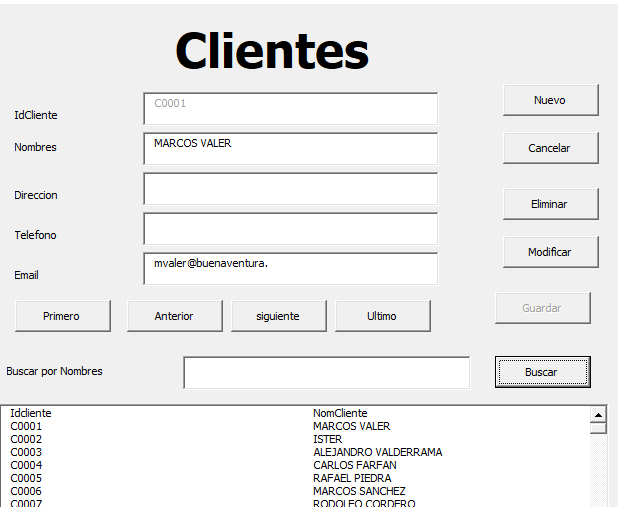 Clientes
IdCliente C0001 Nuevo
Nombres MARCOS VALER Cancelar
Direccion Eliminar
Telefono Modificar
Email mvaler@buenaventura.
Primero Anterior siguiente Ultimo Guardar
Buscar por Nombres Buscar
Idcliente NomCliente
C0001 MARCOS VALER
C0002 ISTER
C0003 ALEJANDRO VALDERRAMA
C0004 CARLOS FARFAN
C0005 RAFAEL PIEDRA
C0006 MARCOS SANCHEZ
C0007 RODOLFO CORDERO